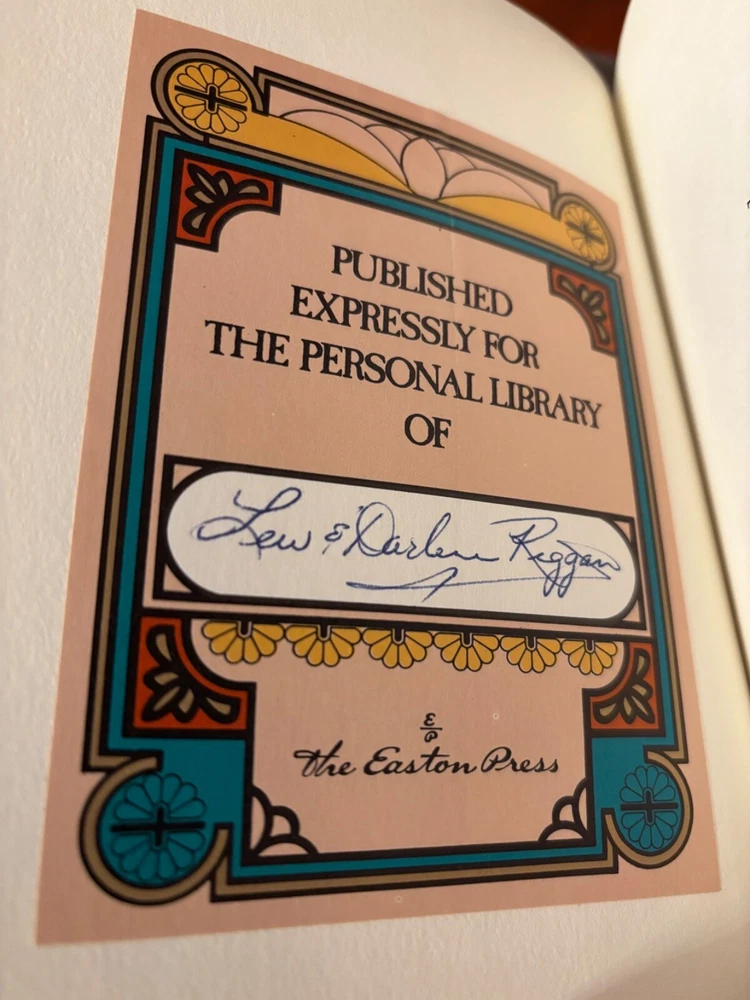 PUBLISHED
EXPRESSLY FOR
THE PERSONAL LIBRARY
OF
Lew & Darlene Riggan
E/P
the Easton Press